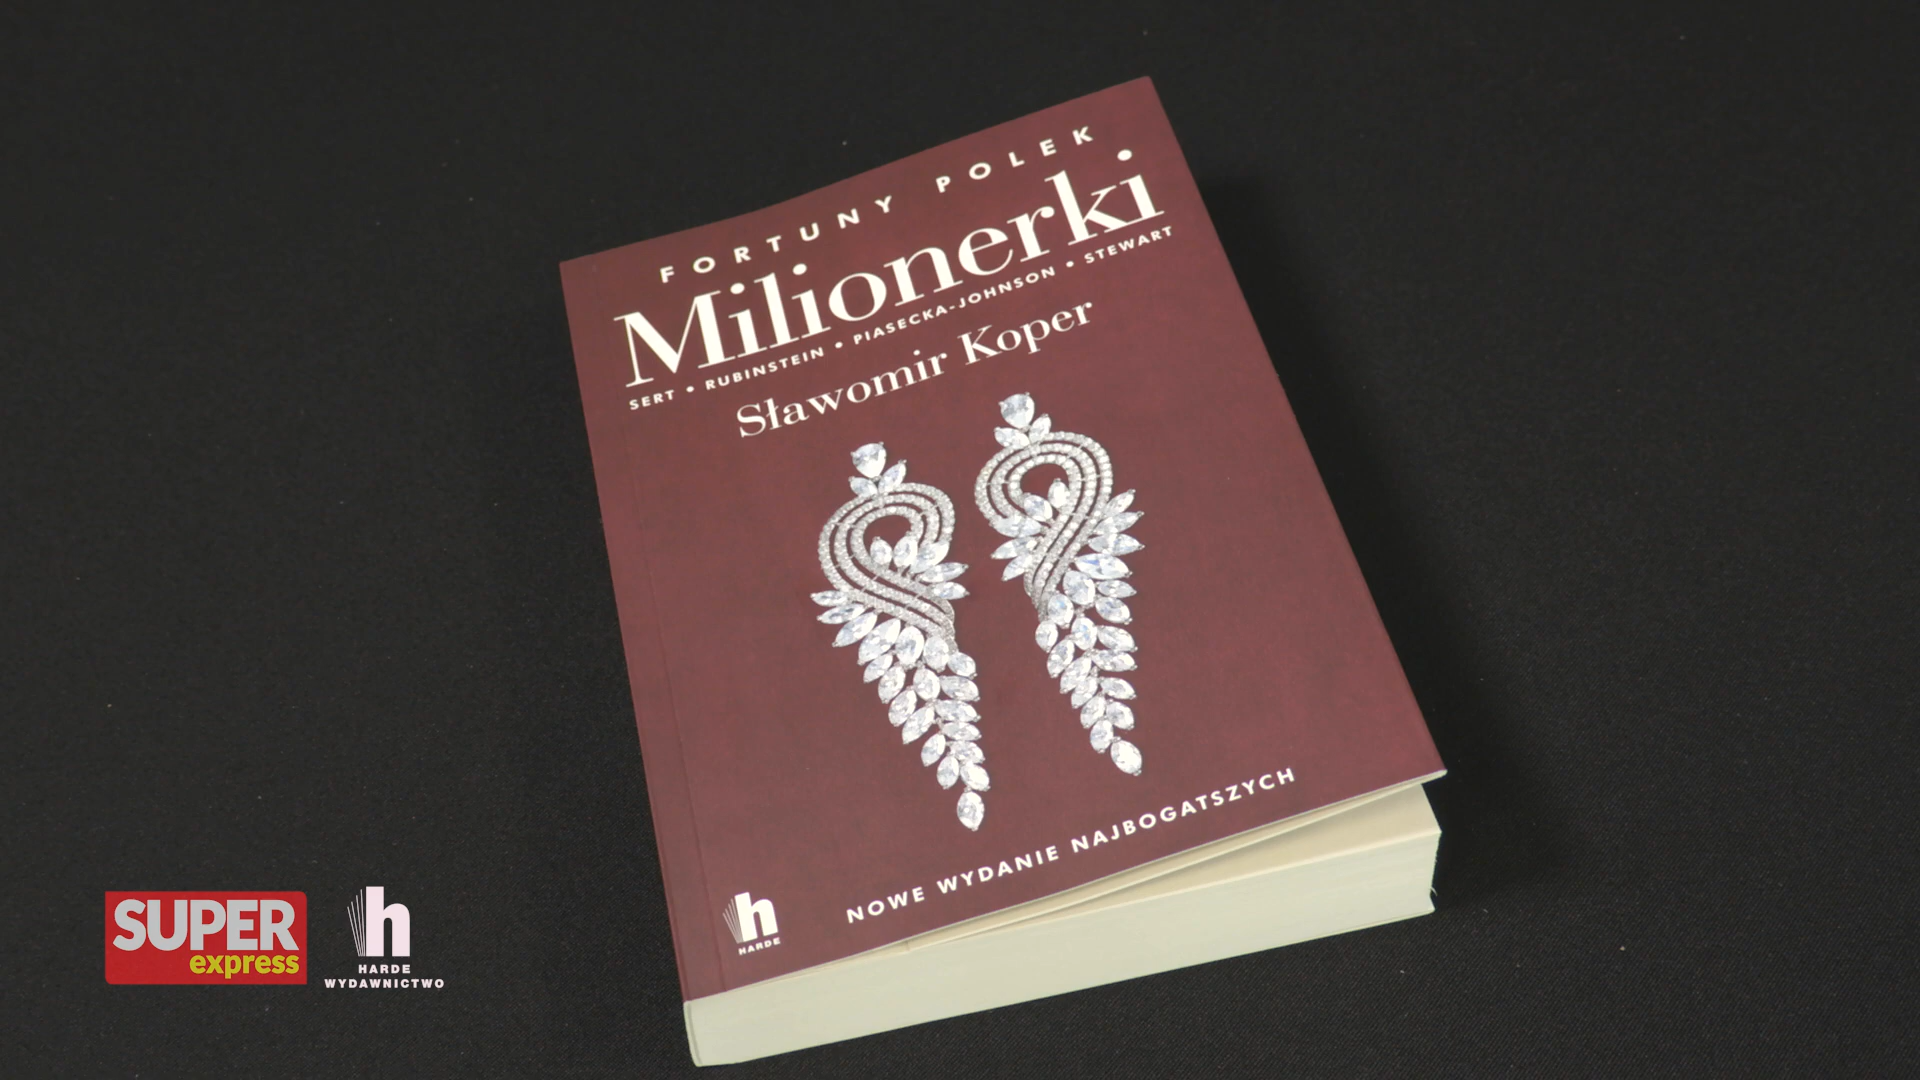 FORTUNY POLEK
Milionerki
SERT • RUBINSTEIN • PIASECKA-JOHNSON • STEWART
Sławomir Koper
NOWE WYDANIE NAJBOGATSZYCH
h
HARDE
SUPER
express
h
HARDE
WYDAWNICTWO